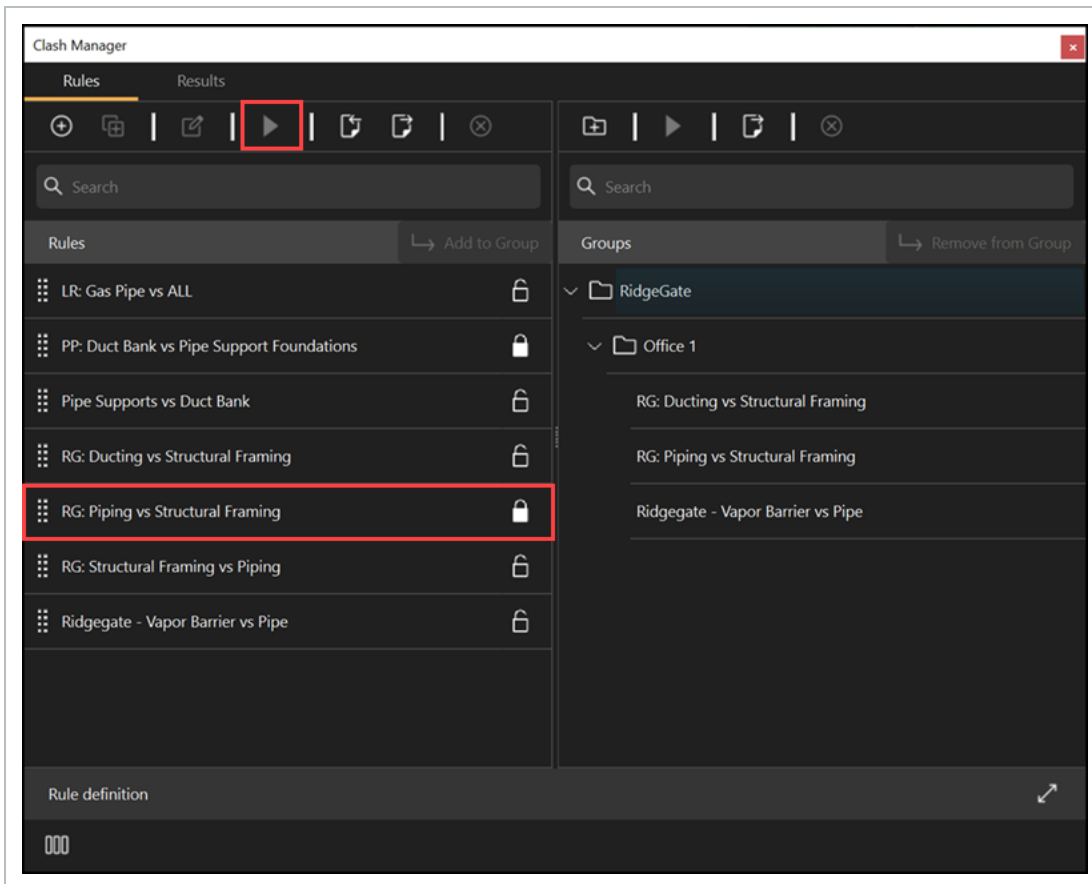 Clash Manager
Rules
Results
Search
Search
Rules
Add to Group
Groups
Remove from Group
LR: Gas Pipe vs ALL
RidgeGate
PP: Duct Bank vs Pipe Support Foundations
Office 1
Pipe Supports vs Duct Bank
RG: Ducting vs Structural Framing
RG: Ducting vs Structural Framing
RG: Piping vs Structural Framing
RG: Piping vs Structural Framing
Ridgegate - Vapor Barrier vs Pipe
RG: Structural Framing vs Piping
Ridgegate - Vapor Barrier vs Pipe
Rule definition